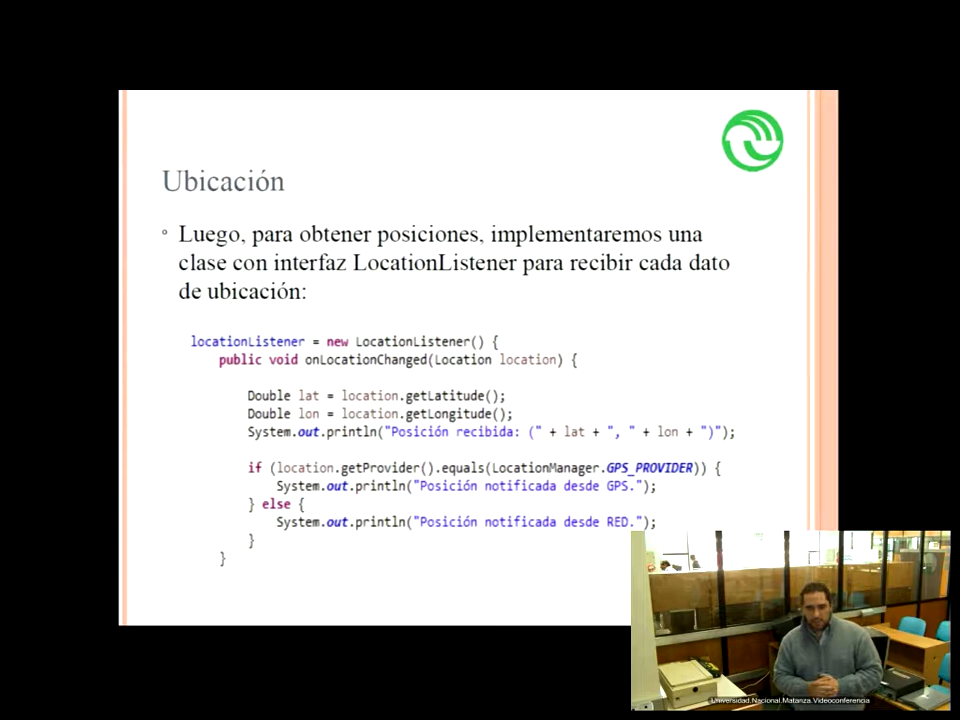 Ubicación
Luego, para obtener posiciones, implementaremos una
clase con interfaz LocationListener para recibir cada dato
de ubicación:
locationListener = new LocationListener() {
public void onLocationChanged(Location location) {
Double lat = location.getLatitude();
Double lon = location.getLongitude();
System.out.println("Posición recibida: (" + lat + ", " + lon + ")");
if (location.getProvider().equals(LocationManager.GPS_PROVIDER)) {
System.out.println("Posición notificada desde GPS.");
} else {
System.out.println("Posición notificada desde RED.");
}
}
Universidad.Nacional.Matanza.Videoconferencia